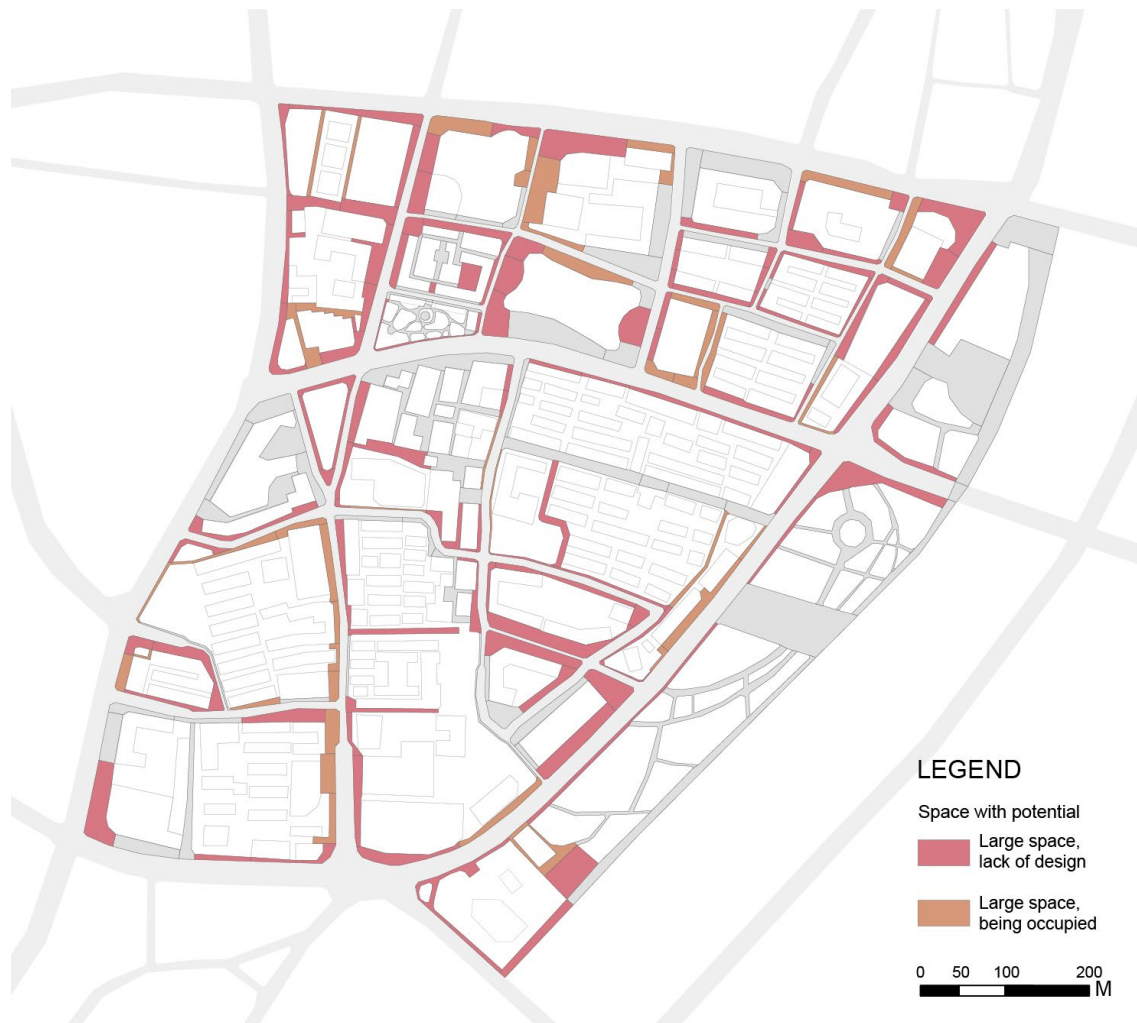 LEGEND
Space with potential
Large space,
lack of design
Large space,
being occupied
0 50 100 200
M